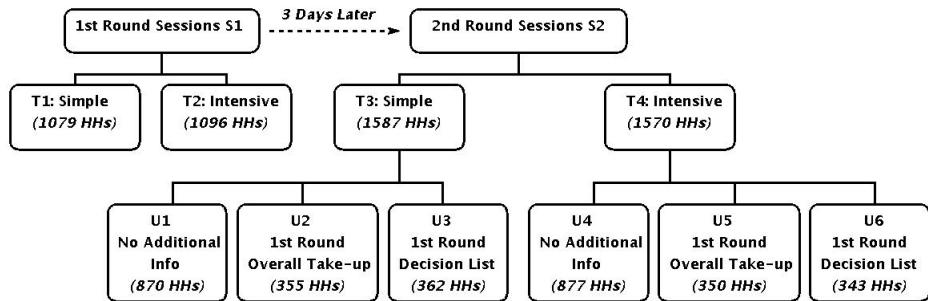 1st Round Sessions S1
3 Days Later
2nd Round Sessions S2
T1: Simple
(1079 HHs)
T2: Intensive
(1096 HHs)
T3: Simple
(1587 HHs)
T4: Intensive
(1570 HHs)
U1
No Additional
Info
(870 HHs)
U2
1st Round
Overall Take-up
(355 HHs)
U3
1st Round
Decision List
(362 HHs)
U4
No Additional
Info
(877 HHs)
U5
1st Round
Overall Take-up
(350 HHs)
U6
1st Round
Decision List
(343 HHs)